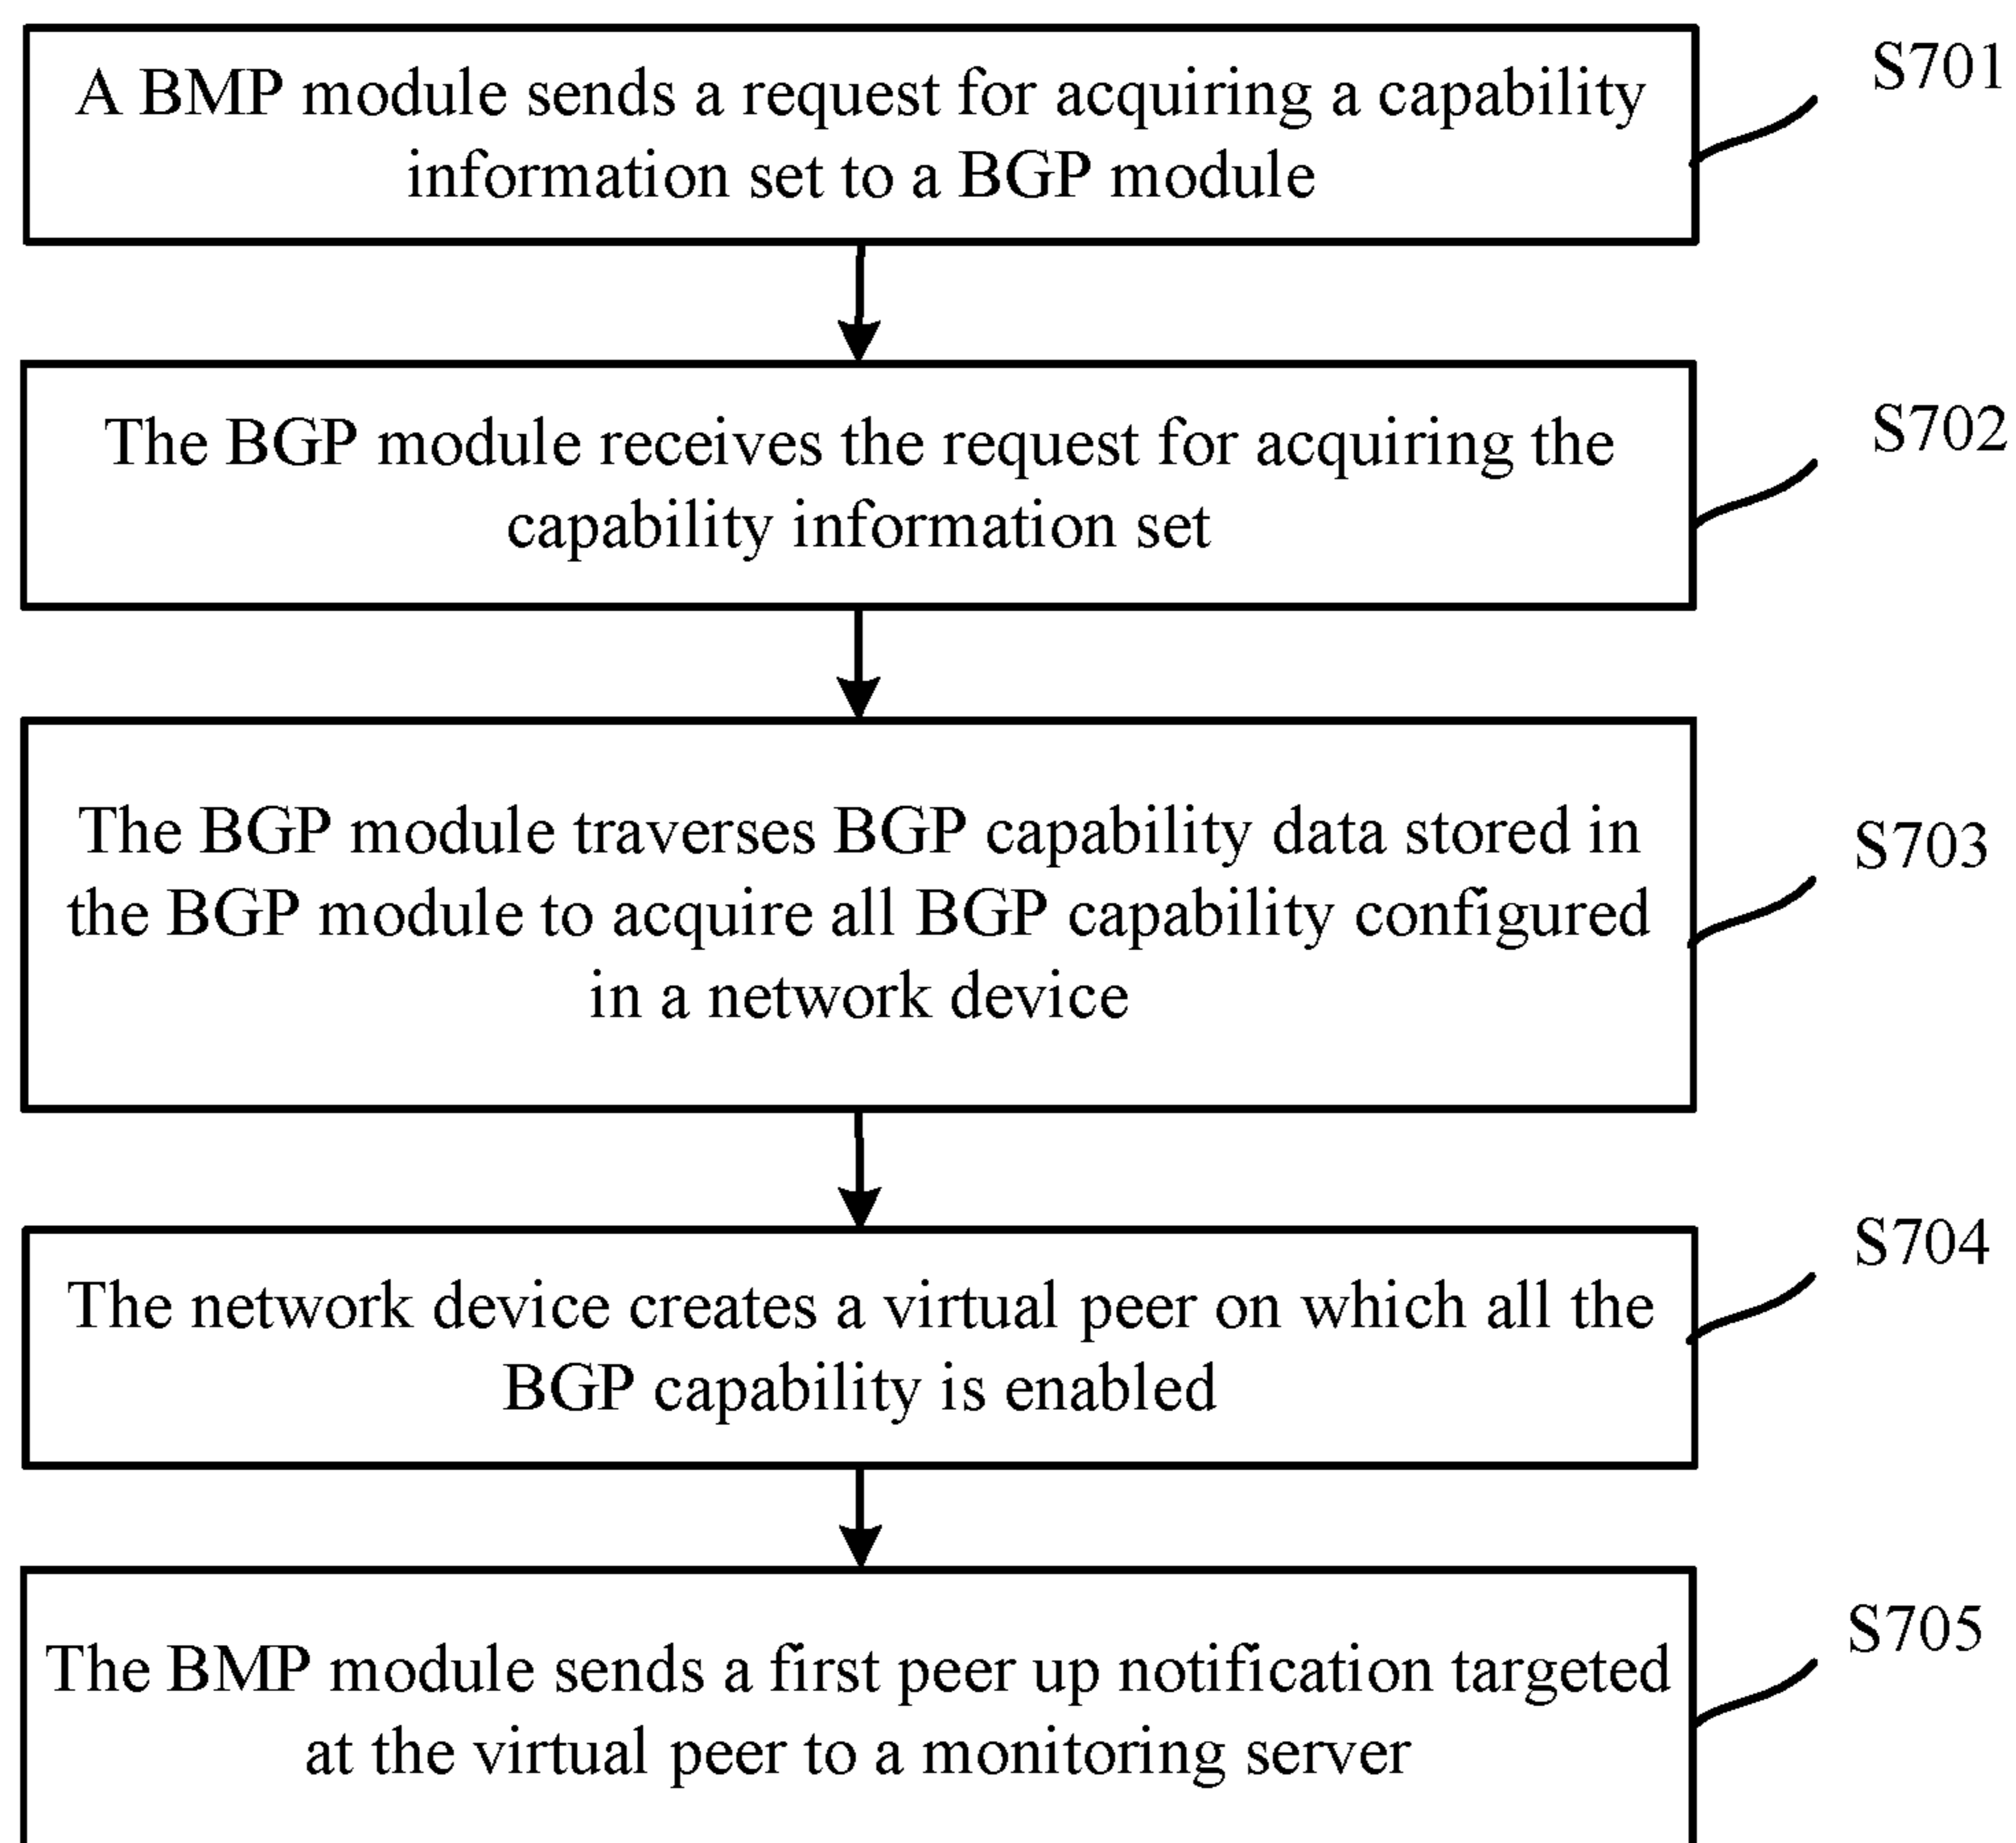 A BMP module sends a request for acquiring a capability
information set to a BGP module
S701
The BGP module receives the request for acquiring the
capability information set
S702
The BGP module traverses BGP capability data stored in
the BGP module to acquire all BGP capability configured
in a network device
S703
The network device creates a virtual peer on which all the
BGP capability is enabled
S704
The BMP module sends a first peer up notification targeted
at the virtual peer to a monitoring server
S705